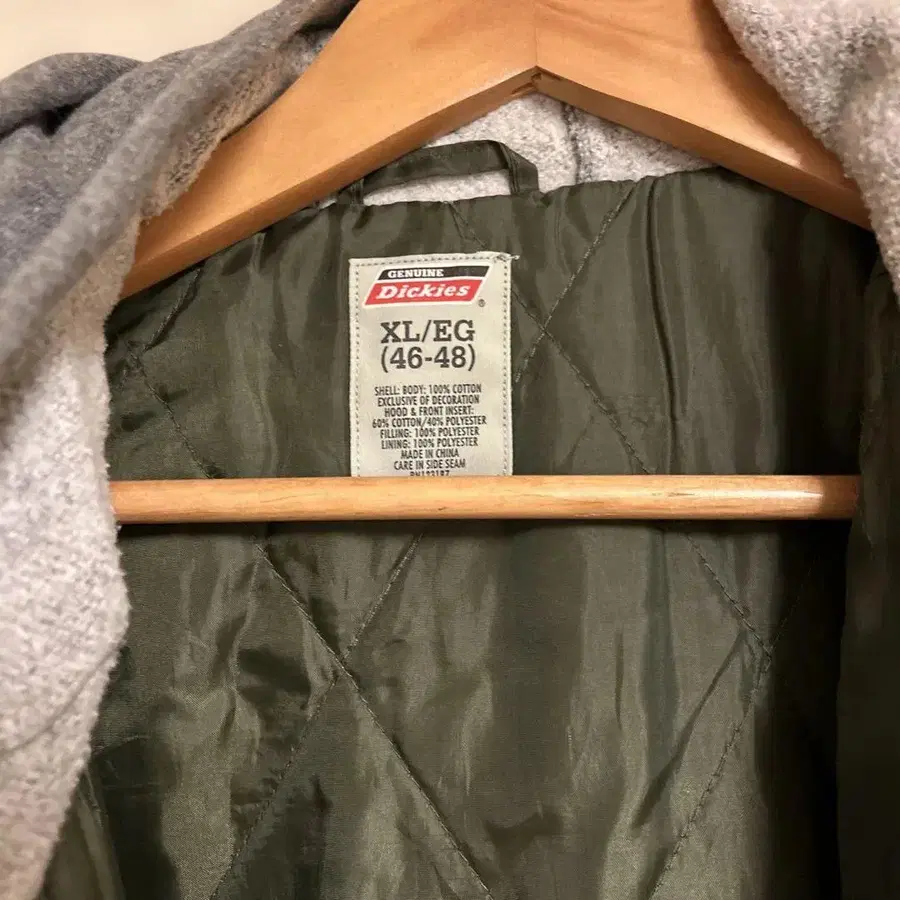 GENUINE
Dickies®
XL/EG
(46-48)
SHELL: BODY: 100% COTTON
EXCLUSIVE OF DECORATION
HOOD & FRONT INSERT:
60% COTTON/40% POLYESTER
FILLING: 100% POLYESTER
LINING: 100% POLYESTER
MADE IN CHINA
CARE IN SIDE SEAM